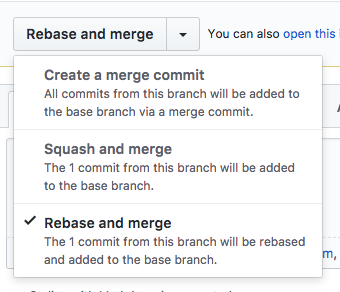 Rebase and merge
You can also open this
Create a merge commit
All commits from this branch will be added to
the base branch via a merge commit.
Squash and merge
The 1 commit from this branch will be added
to the base branch.
Rebase and merge
The 1 commit from this branch will be rebased
and added to the base branch.